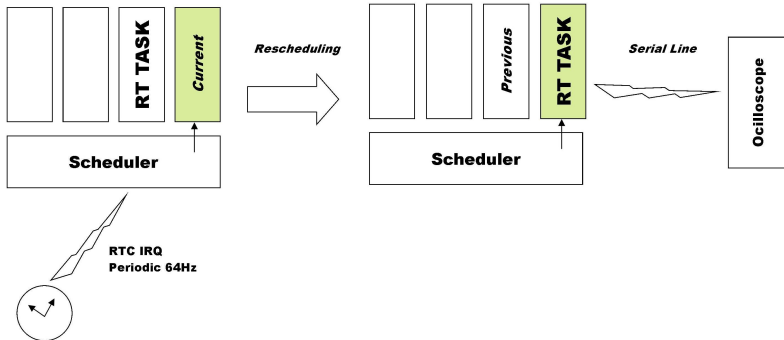 RT TASK
Current
Scheduler
RTC IRQ
Periodic 64Hz
Rescheduling
Previous
RT TASK
Scheduler
Serial Line
Ocilloscope